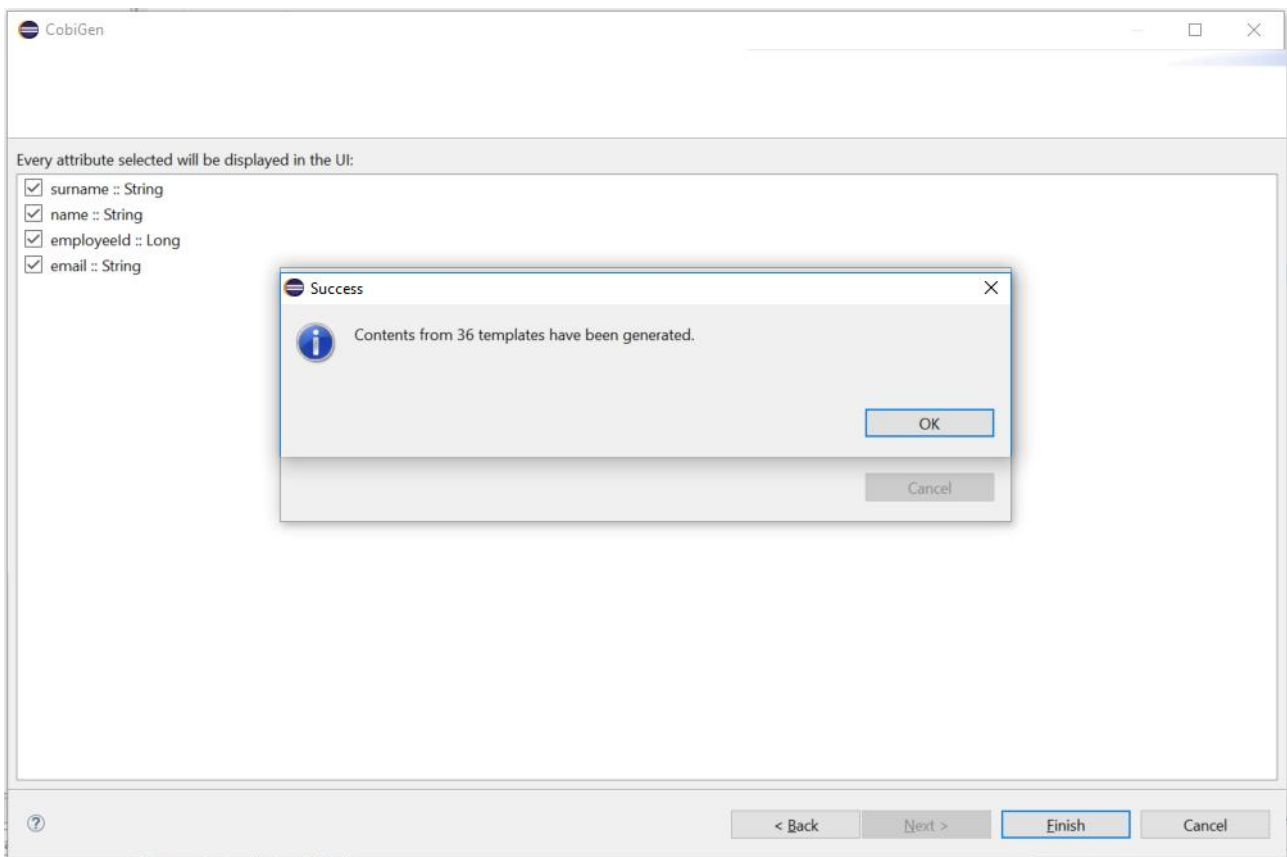 CobiGen
Every attribute selected will be displayed in the UI:
surname :: String
name :: String
employeeId :: Long
email :: String
Success
Contents from 36 templates have been generated.
OK
Cancel
< Back Next > Finish Cancel